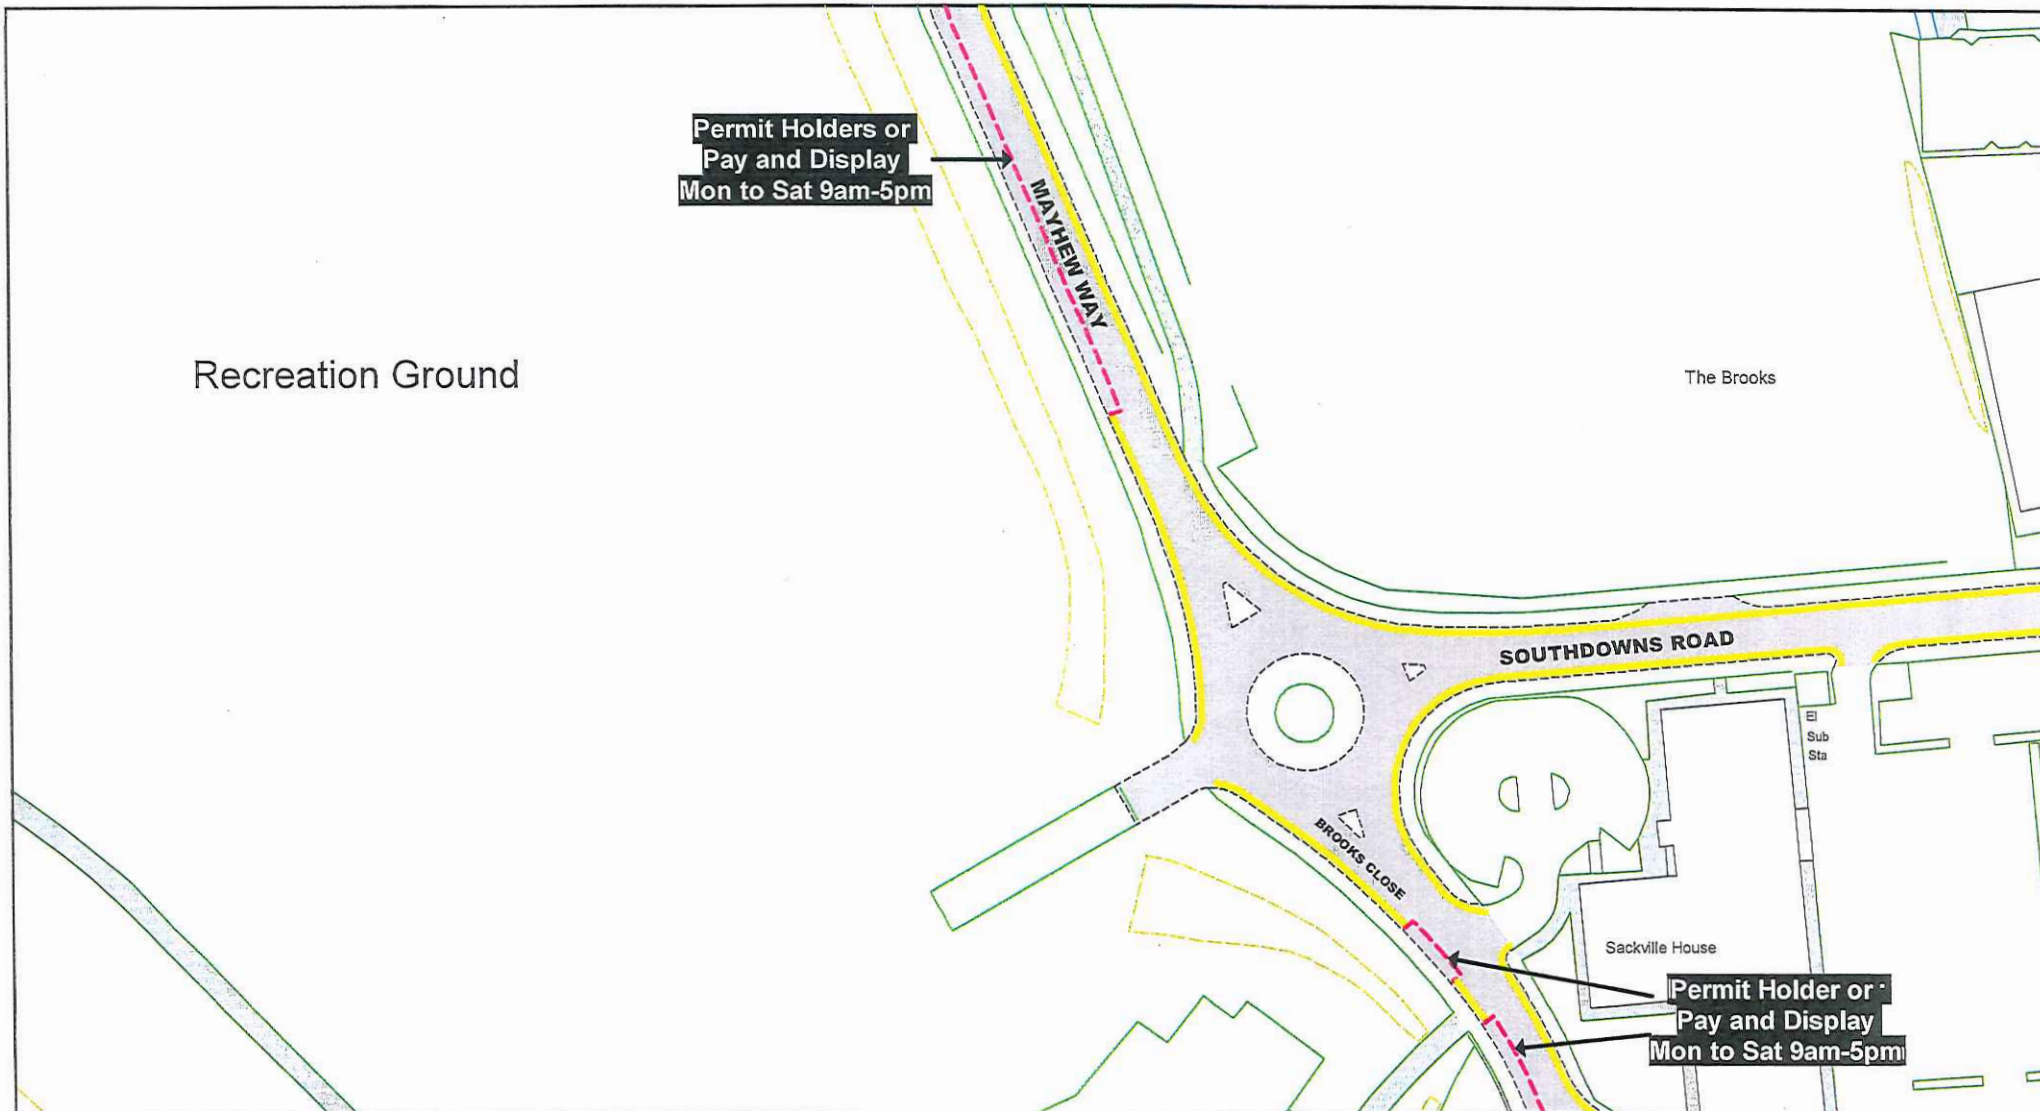 Permit Holders or
Pay and Display
Mon to Sat 9am-5pm
MAYHEW WAY
Recreation Ground
The Brooks
SOUTHDOWNS ROAD
El
Sub
Sta
BROOKS CLOSE
Sackville House
Permit Holder or
Pay and Display
Mon to Sat 9am-5pm